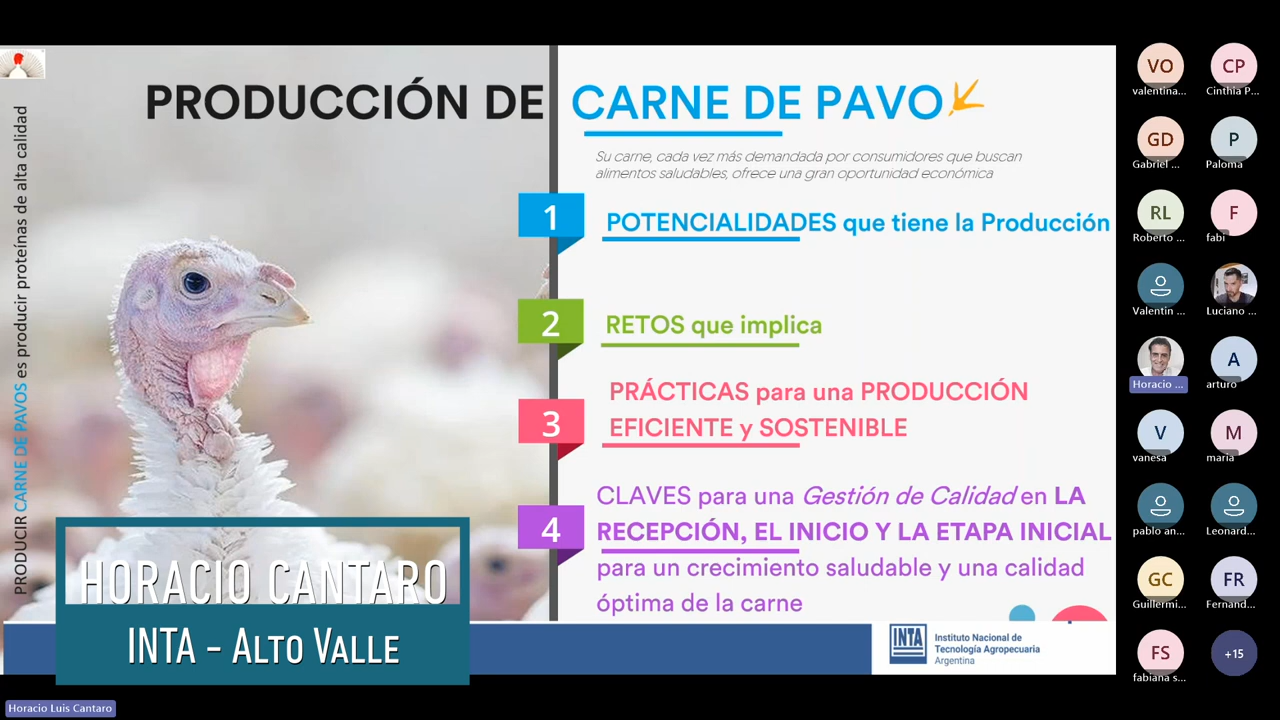 PRODUCCIÓN DE CARNE DE PAVO
Su carne, cada vez más demandada por consumidores que buscan
alimentos saludables, ofrece una gran oportunidad económica
1
POTENCIALIDADES que tiene la Producción
2
RETOS que implica
3
PRÁCTICAS para una PRODUCCIÓN
EFICIENTE y SOSTENIBLE
4
CLAVES para una Gestión de Calidad en LA
RECEPCIÓN, EL INICIO Y LA ETAPA INICIAL
para un crecimiento saludable y una calidad
óptima de la carne
PRODUCIR CARNE DE PAVOS es producir proteínas de alta calidad
HORACIO CANTARO
INTA - ALTO VALLE
INTA
Instituto Nacional de
Tecnología Agropecuaria
Argentina
Horacio Luis Cantaro
VO
valentina...
CP
Cinthia P...
GD
Gabriel ...
P
Paloma
RL
Roberto ...
F
fabi
Valentin ...
Luciano ...
Horacio ...
A
arturo
V
vanesa
M
maria
pablo an...
Leonard...
GC
Guillermi...
FR
Fernand...
FS
fabiana s...
+15